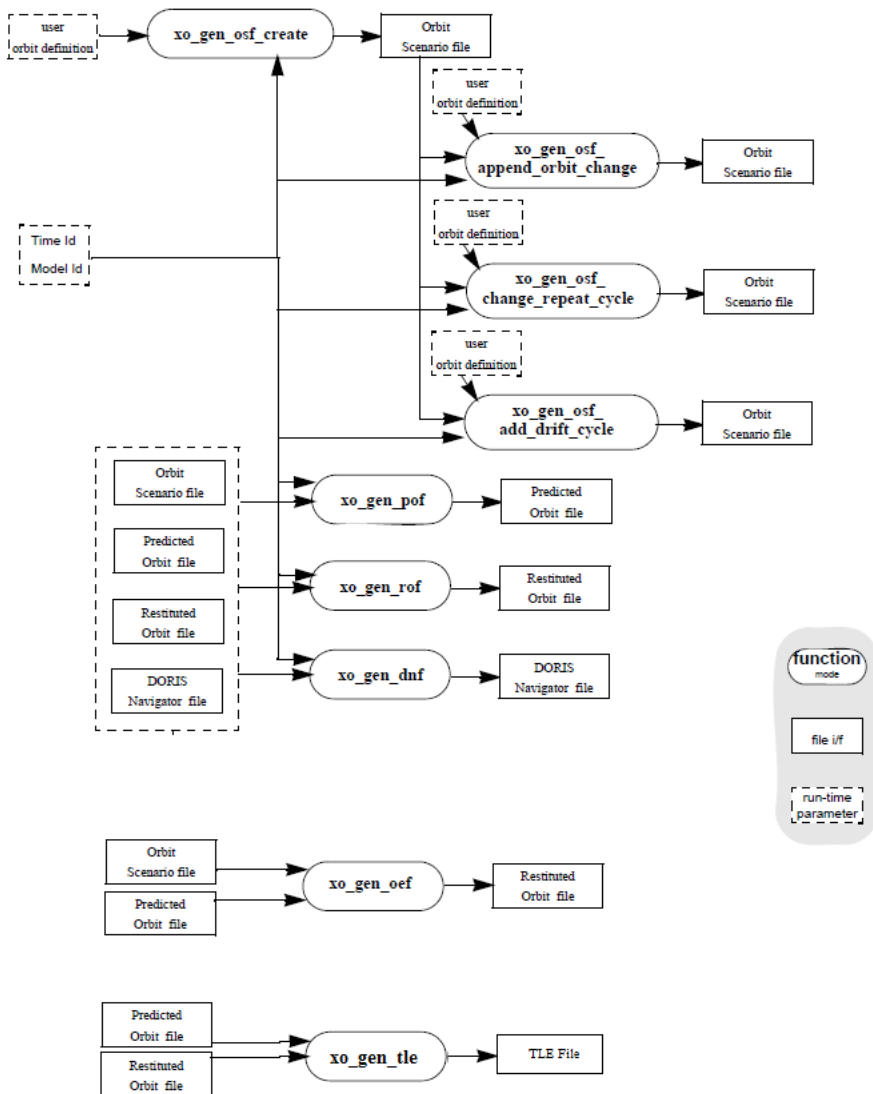 user
orbit definition
xo_gen_osf_create
Orbit
Scenario file
user
orbit definition
xo_gen_osf_
append_orbit_change
Orbit
Scenario file
Time Id
Model Id
user
orbit definition
xo_gen_osf_
change_repeat_cycle
Orbit
Scenario file
user
orbit definition
xo_gen_osf_
add_drift_cycle
Orbit
Scenario file
Orbit
Scenario file
Predicted
Orbit file
Restituted
Orbit file
DORIS
Navigator file
xo_gen_pof
Predicted
Orbit file
xo_gen_rof
Restituted
Orbit file
xo_gen_dnf
DORIS
Navigator file
function
mode
file i/f
run-time
parameter
Orbit
Scenario file
Predicted
Orbit file
xo_gen_oef
Restituted
Orbit file
Predicted
Orbit file
Restituted
Orbit file
xo_gen_tle
TLE File